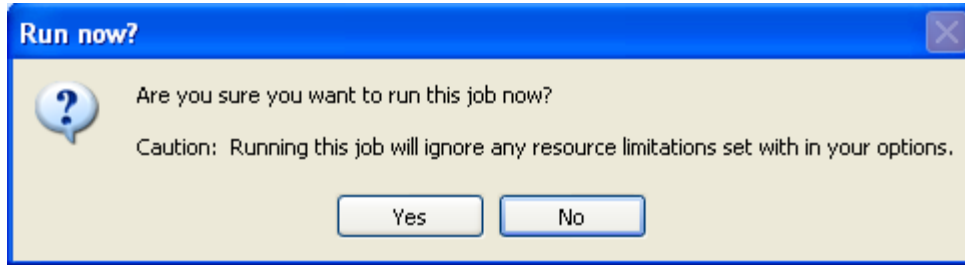 Run now?
Are you sure you want to run this job now?
Caution:  Running this job will ignore any resource limitations set with in your options.
Yes
No